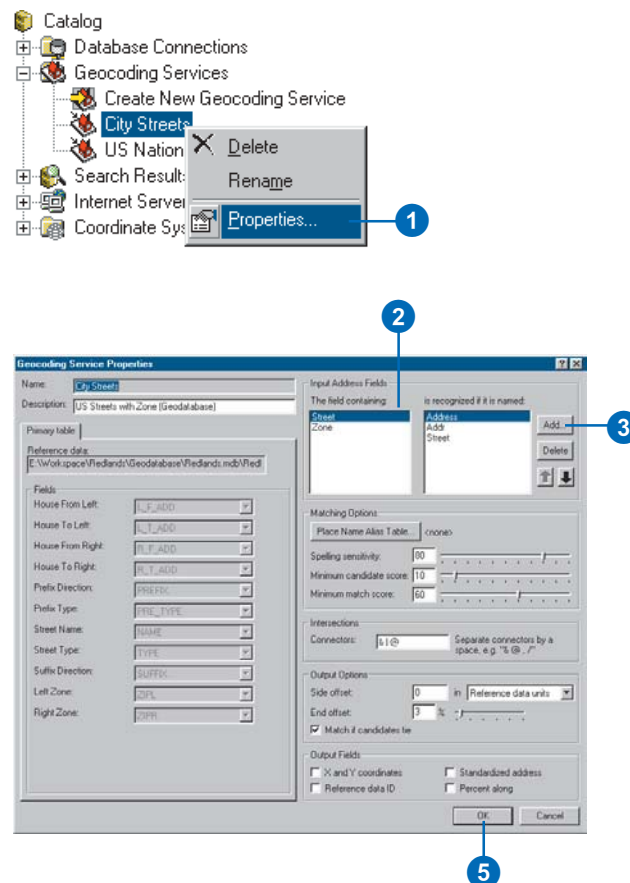 Catalog
Database Connections
Geocoding Services
Create New Geocoding Service
City Streets
US Nation
Delete
Rename
Properties...
Search Result
Internet Server
Coordinate Sys
1
2
Geocoding Service Properties
Name: City Streets
Description: US Streets with Zone (Geodatabase)
Primary table
Reference data:
E:\Workspace\Redlands\Geodatabase\Redlands.mdb\Redl
Fields
House From Left: L_F_ADD
House To Left: L_T_ADD
House From Right: R_F_ADD
House To Right: R_T_ADD
Prefix Direction: PREFIX
Prefix Type: PRE_TYPE
Street Name: NAME
Street Type: TYPE
Suffix Direction: SUFFIX
Left Zone: ZIPL
Right Zone: ZIPR
Input Address Fields
The field containing: is recognized if it is named:
Street
Zone
Address
Addr
Street
Add...
3
Delete
Matching Options
Place Name Alias Table... <none>
Spelling sensitivity: 80
Minimum candidate score: 10
Minimum match score: 60
Intersections
Connectors: & | @ Separate connectors by a
space, e.g. "& @ , /"
Output Options
Side offset: 0 in Reference data units
End offset: 3 %
Match if candidates tie
Output Fields
X and Y coordinates Standardized address
Reference data ID Percent along
OK Cancel
5